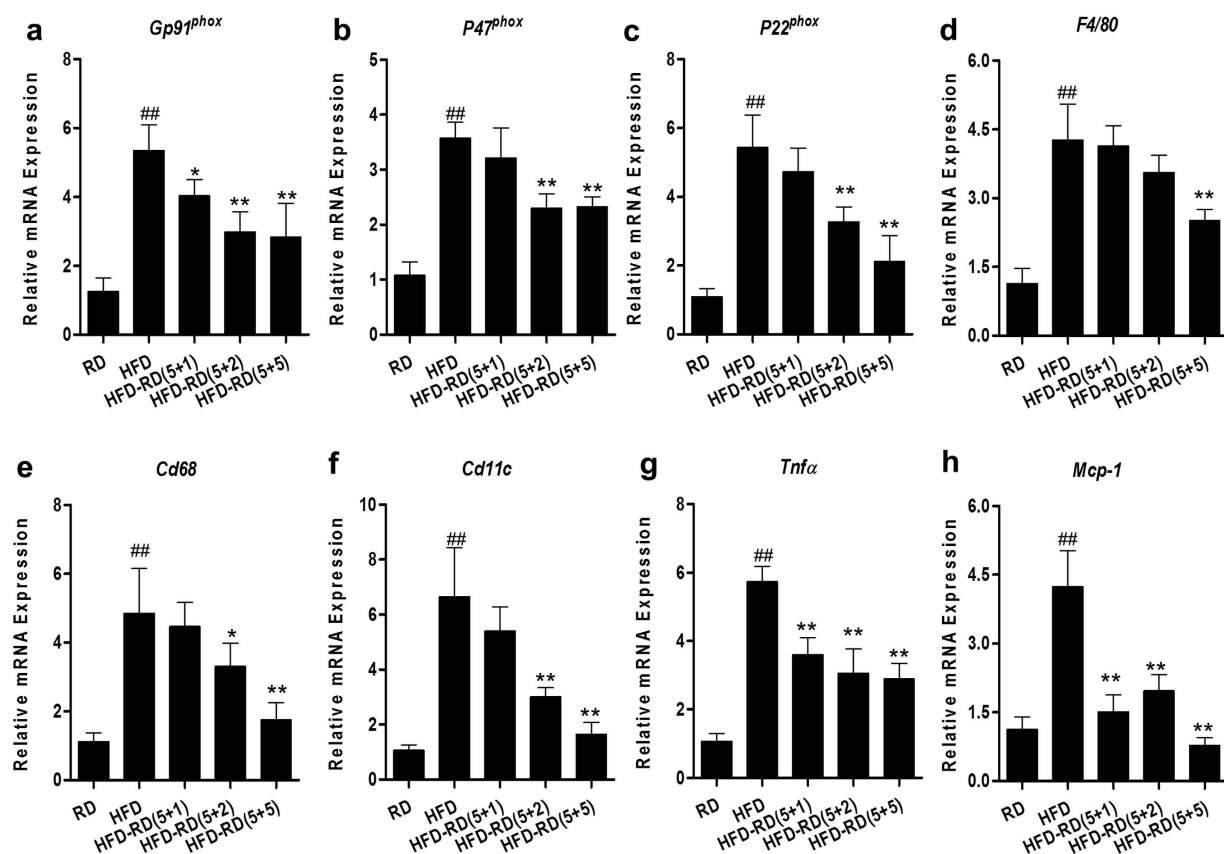 a
Gp91phox
Relative mRNA Expression
8
6
4
2
0
##
*
**
**
RD
HFD
HFD-RD(5+1)
HFD-RD(5+2)
HFD-RD(5+5)
b
P47phox
Relative mRNA Expression
5
4
3
2
1
0
##
**
**
RD
HFD
HFD-RD(5+1)
HFD-RD(5+2)
HFD-RD(5+5)
c
P22phox
Relative mRNA Expression
8
6
4
2
0
##
**
**
RD
HFD
HFD-RD(5+1)
HFD-RD(5+2)
HFD-RD(5+5)
d
F4/80
Relative mRNA Expression
6.0
4.5
3.0
1.5
0.0
##
**
RD
HFD
HFD-RD(5+1)
HFD-RD(5+2)
HFD-RD(5+5)
e
Cd68
Relative mRNA Expression
8
6
4
2
0
##
*
**
RD
HFD
HFD-RD(5+1)
HFD-RD(5+2)
HFD-RD(5+5)
f
Cd11c
Relative mRNA Expression
10
8
6
4
2
0
##
**
**
RD
HFD
HFD-RD(5+1)
HFD-RD(5+2)
HFD-RD(5+5)
g
Tnfα
Relative mRNA Expression
8
6
4
2
0
##
**
**
**
RD
HFD
HFD-RD(5+1)
HFD-RD(5+2)
HFD-RD(5+5)
h
Mcp-1
Relative mRNA Expression
6.0
4.5
3.0
1.5
0.0
##
**
**
**
RD
HFD
HFD-RD(5+1)
HFD-RD(5+2)
HFD-RD(5+5)